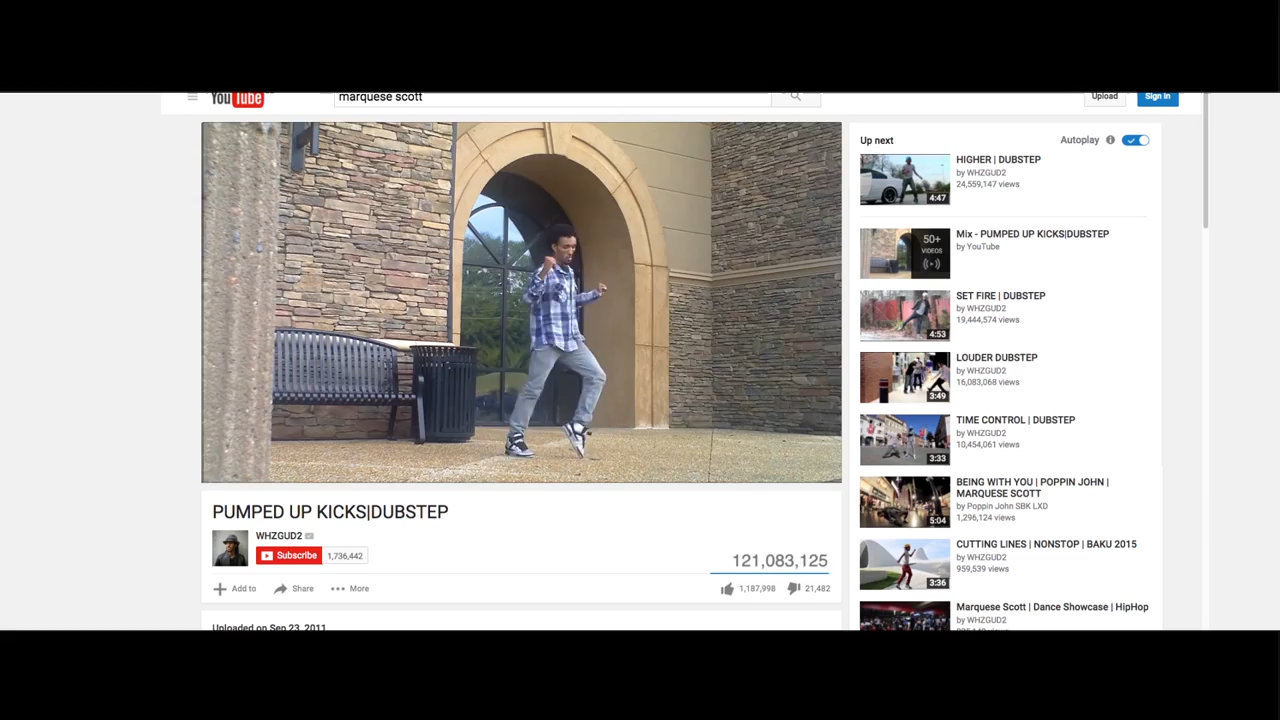 YouTube
marquese scott
Upload
Sign in
Up next
Autoplay
HIGHER | DUBSTEP
by WHZGUD2
24,559,147 views
4:47
Mix - PUMPED UP KICKS|DUBSTEP
by YouTube
50+
VIDEOS
SET FIRE | DUBSTEP
by WHZGUD2
19,444,574 views
4:53
LOUDER DUBSTEP
by WHZGUD2
16,083,068 views
3:49
TIME CONTROL | DUBSTEP
by WHZGUD2
10,454,061 views
3:33
BEING WITH YOU | POPPIN JOHN |
MARQUESE SCOTT
by Poppin John SBK LXD
1,296,124 views
5:04
CUTTING LINES | NONSTOP | BAKU 2015
by WHZGUD2
959,539 views
3:36
Marquese Scott | Dance Showcase | HipHop
by WHZGUD2
PUMPED UP KICKS|DUBSTEP
WHZGUD2
Subscribe 1,736,442
121,083,125
Add to Share More
1,187,998 21,482
Uploaded on Sep 23, 2011